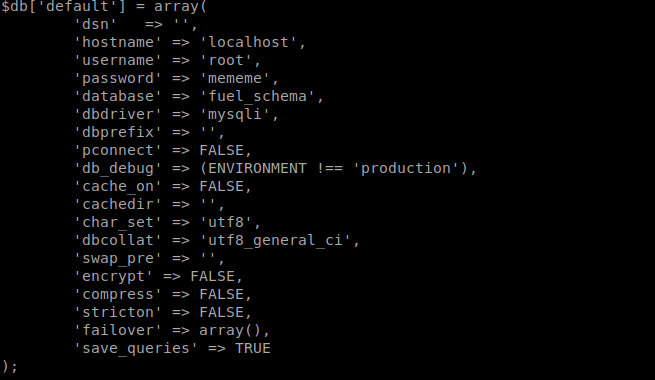 $db['default'] = array(
        'dsn'   => '',
        'hostname' => 'localhost',
        'username' => 'root',
        'password' => 'mememe',
        'database' => 'fuel_schema',
        'dbdriver' => 'mysqli',
        'dbprefix' => '',
        'pconnect' => FALSE,
        'db_debug' => (ENVIRONMENT !== 'production'),
        'cache_on' => FALSE,
        'cachedir' => '',
        'char_set' => 'utf8',
        'dbcollat' => 'utf8_general_ci',
        'swap_pre' => '',
        'encrypt' => FALSE,
        'compress' => FALSE,
        'stricton' => FALSE,
        'failover' => array(),
        'save_queries' => TRUE
);